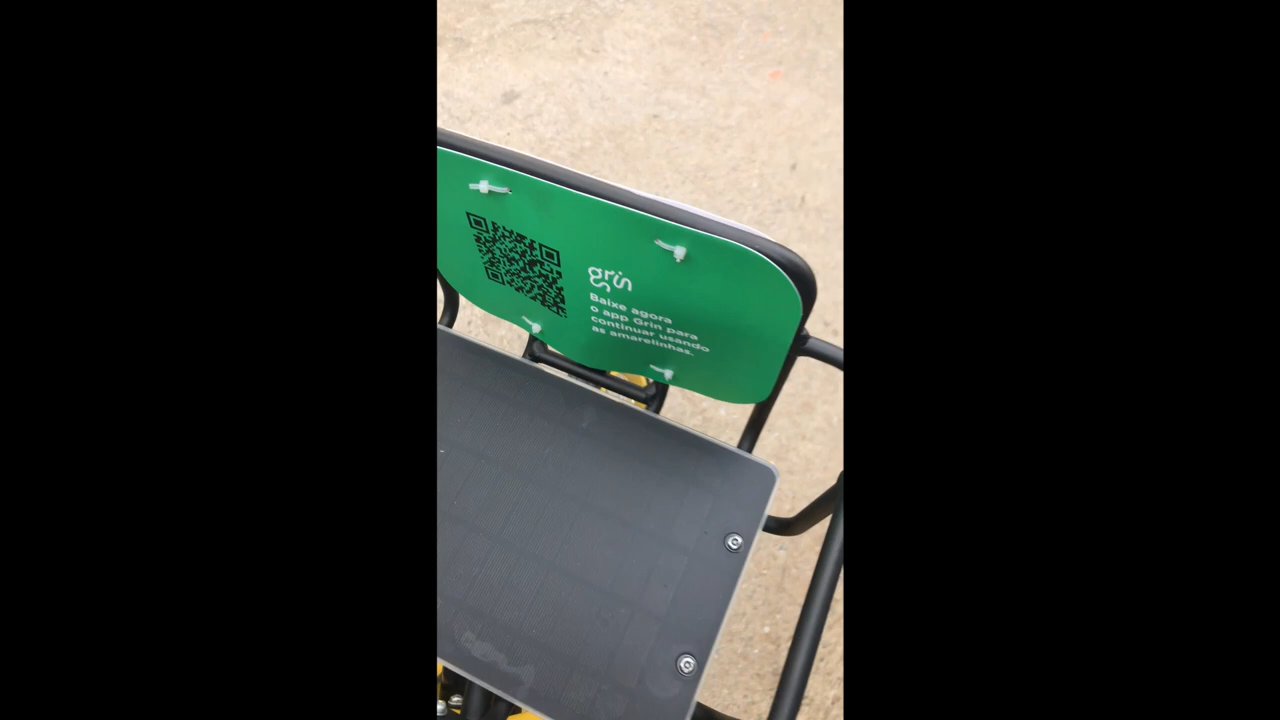 grin
Baixe agora
o app Grin para
continuar usando
as amarelinhas.